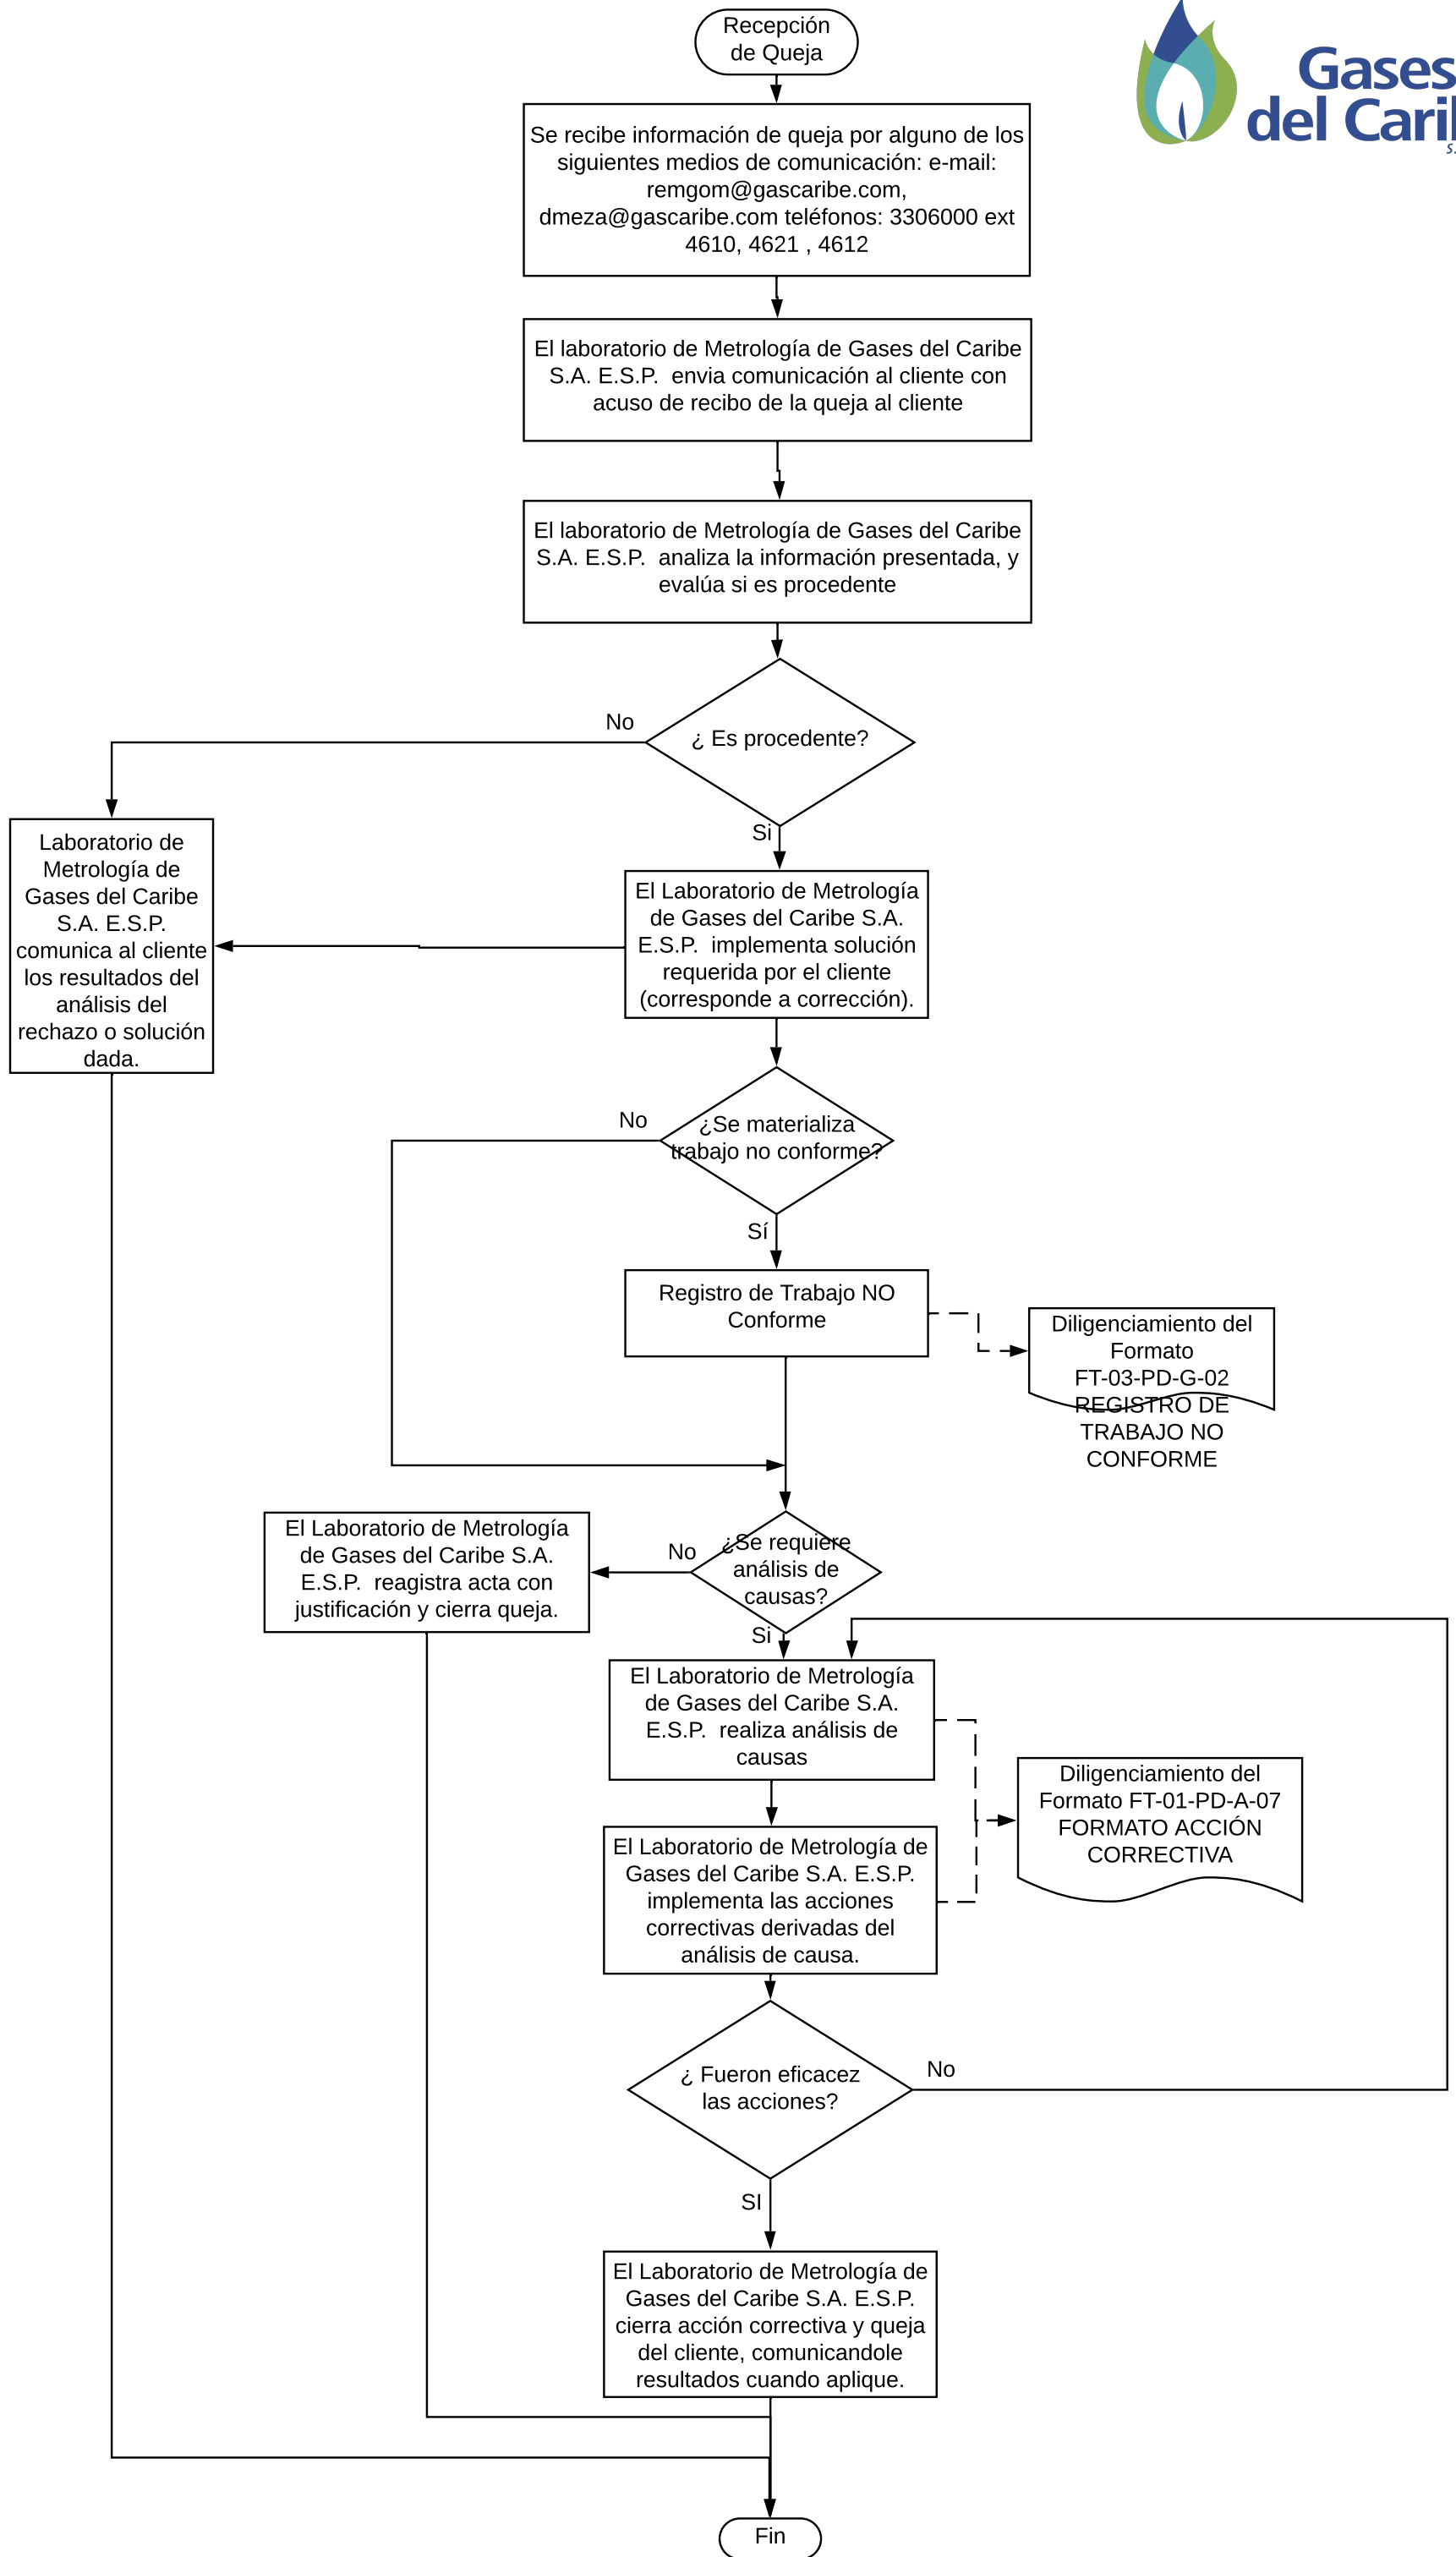 Recepción
de Queja
Gases
del Carib
s.
Se recibe información de queja por alguno de los
siguientes medios de comunicación: e-mail:
remgom@gascaribe.com,
dmeza@gascaribe.com teléfonos: 3306000 ext
4610, 4621 , 4612
El laboratorio de Metrología de Gases del Caribe
S.A. E.S.P.  envia comunicación al cliente con
acuso de recibo de la queja al cliente
El laboratorio de Metrología de Gases del Caribe
S.A. E.S.P.  analiza la información presentada, y
evalúa si es procedente
¿ Es procedente?
No
Si
Laboratorio de
Metrología de
Gases del Caribe
S.A. E.S.P.
comunica al cliente
los resultados del
análisis del
rechazo o solución
dada.
El Laboratorio de Metrología
de Gases del Caribe S.A.
E.S.P.  implementa solución
requerida por el cliente
(corresponde a corrección).
¿Se materializa
trabajo no conforme?
No
Sí
Registro de Trabajo NO
Conforme
Diligenciamiento del
Formato
FT-03-PD-G-02
REGISTRO DE
TRABAJO NO
CONFORME
¿Se requiere
análisis de
causas?
No
Si
El Laboratorio de Metrología
de Gases del Caribe S.A.
E.S.P.  reagistra acta con
justificación y cierra queja.
El Laboratorio de Metrología
de Gases del Caribe S.A.
E.S.P.  realiza análisis de
causas
Diligenciamiento del
Formato FT-01-PD-A-07
FORMATO ACCIÓN
CORRECTIVA
El Laboratorio de Metrología de
Gases del Caribe S.A. E.S.P.
implementa las acciones
correctivas derivadas del
análisis de causa.
¿ Fueron eficacez
las acciones?
No
SI
El Laboratorio de Metrología de
Gases del Caribe S.A. E.S.P.
cierra acción correctiva y queja
del cliente, comunicandole
resultados cuando aplique.
Fin